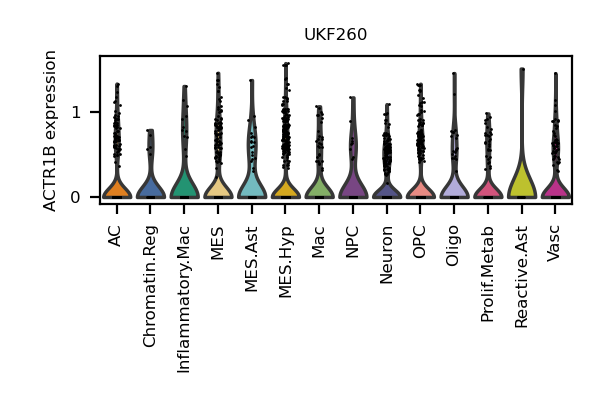 UKF260
ACTR1B expression
1
0
AC
Chromatin.Reg
Inflammatory.Mac
MES
MES.Ast
MES.Hyp
Mac
NPC
Neuron
OPC
Oligo
Prolif.Metab
Reactive.Ast
Vasc